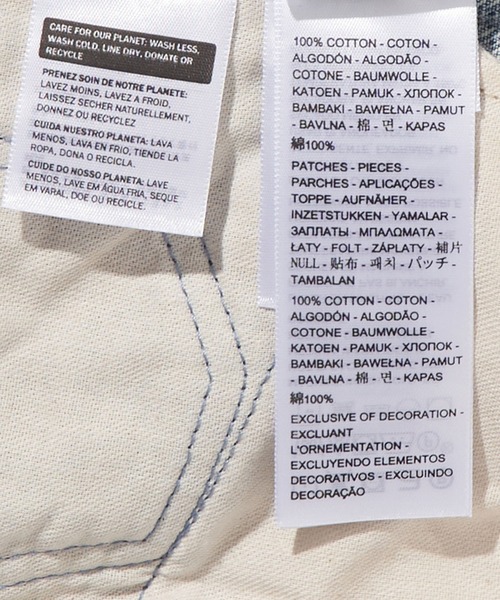 CARE FOR OUR PLANET: WASH LESS,
WASH COLD, LINE DRY, DONATE OR
RECYCLE
PRENEZ SOIN DE NOTRE PLANETE:
LAVEZ MOINS, LAVEZ A FROID,
LAISSEZ SECHER NATURELLEMENT,
DONNEZ OU RECYCLEZ
CUIDA NUESTRO PLANETA: LAVA
MENOS, LAVA EN FRIO, TIENDE LA
ROPA, DONA O RECICLA.
CUIDE DO NOSSO PLANETA: LAVE
MENOS, LAVE EM ÁGUA FRIA, SEQUE
EM VARAL, DOE OU RECICLE.
100% COTTON - COTON -
ALGODÓN - ALGODÃO -
COTONE - BAUMWOLLE -
KATOEN - PAMUK - ХЛОПОК -
BAMBAKI - BAWEŁNA - PAMUT
- BAVLNA - 棉 - 면 - KAPAS
綿100%
PATCHES - PIECES -
PARCHES - APLICAÇÕES -
TOPPE - AUFNÄHER -
INZETSTUKKEN - YAMALAR -
ЗАПЛАТЫ - ΜΠΑΛΩΜΑΤΑ -
ŁATY - FOLT - ZÁPLATY - 補片
NULL - 贴布 - 패치 - パッチ -
TAMBALAN
100% COTTON - COTON -
ALGODÓN - ALGODÃO -
COTONE - BAUMWOLLE -
KATOEN - PAMUK - ХЛОПОК -
BAMBAKI - BAWEŁNA - PAMUT
- BAVLNA - 棉 - 면 - KAPAS
綿100%
EXCLUSIVE OF DECORATION -
EXCLUANT
L'ORNEMENTATION -
EXCLUYENDO ELEMENTOS
DECORATIVOS - EXCLUINDO
DECORAÇÃO